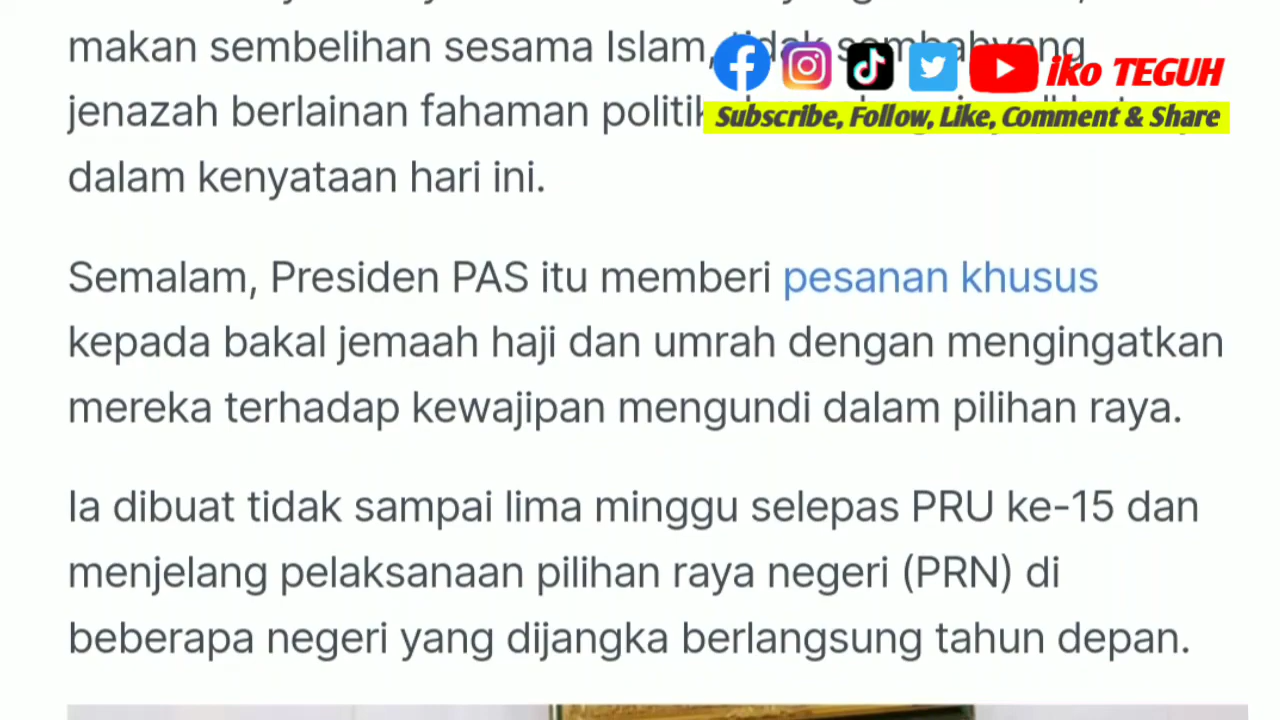 makan sembelihan sesama Islam, tidak sembahyang
iko TEGUH
jenazah berlainan fahaman politik
Subscribe, Follow, Like, Comment & Share
dalam kenyataan hari ini.
Semalam, Presiden PAS itu memberi pesanan khusus
kepada bakal jemaah haji dan umrah dengan mengingatkan
mereka terhadap kewajipan mengundi dalam pilihan raya.
Ia dibuat tidak sampai lima minggu selepas PRU ke-15 dan
menjelang pelaksanaan pilihan raya negeri (PRN) di
beberapa negeri yang dijangka berlangsung tahun depan.